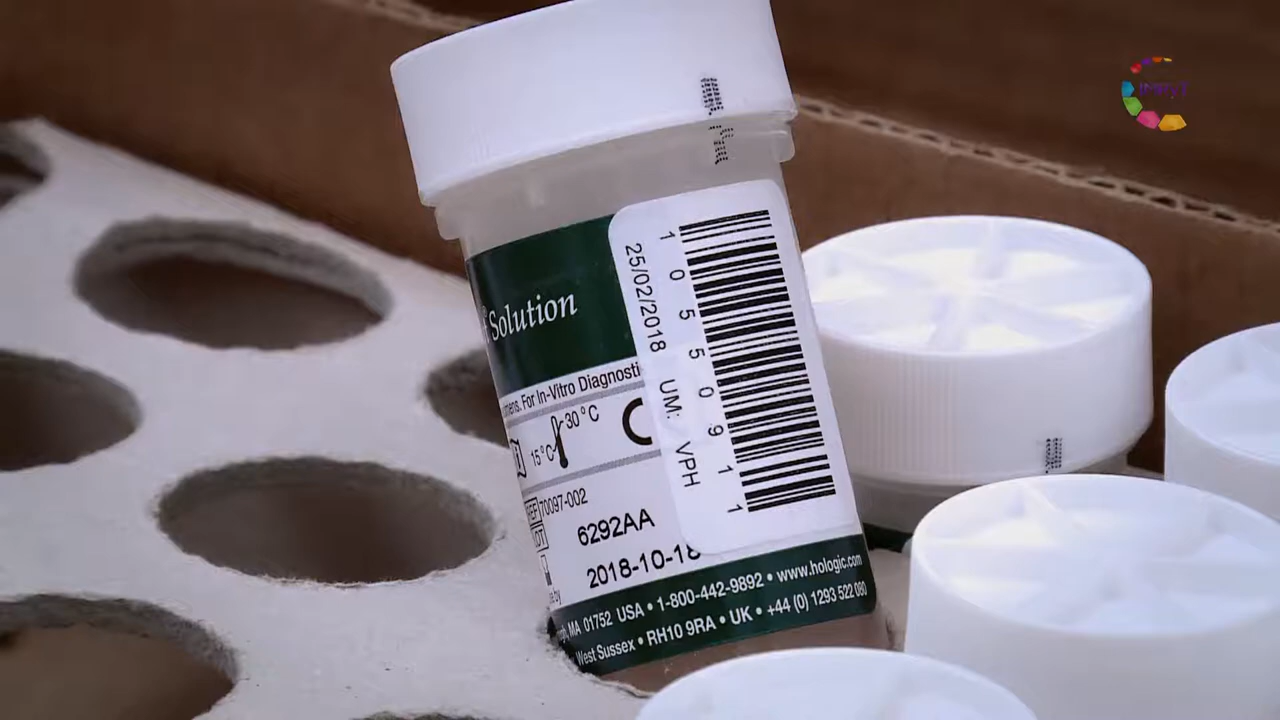 Solution
For In-Vitro Diagnosti
15°C
30°C
REF
70097-002
6292AA
2018-10-18
MA 01752 USA • 1-800-442-9892 • www.hologic.com
West Sussex • RH10 9RA • UK • +44 (0) 1293 522 080
25/02/2018 UM: VPH
1 0 5 5 0 9 1 1